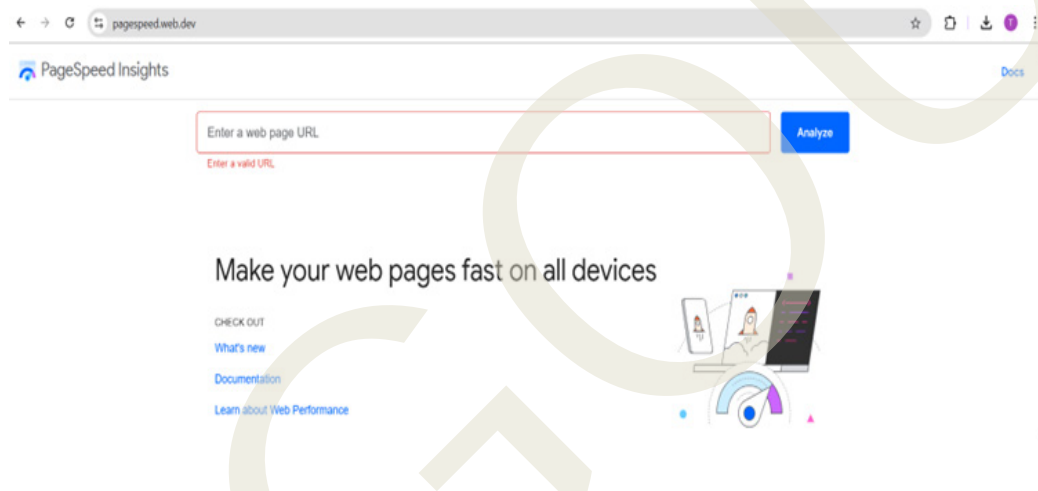 pagespeed.web.dev
T
PageSpeed Insights
Docs
Enter a web page URL
Analyze
Enter a valid URL
Make your web pages fast on all devices
CHECK OUT
What's new
Documentation
Learn about Web Performance